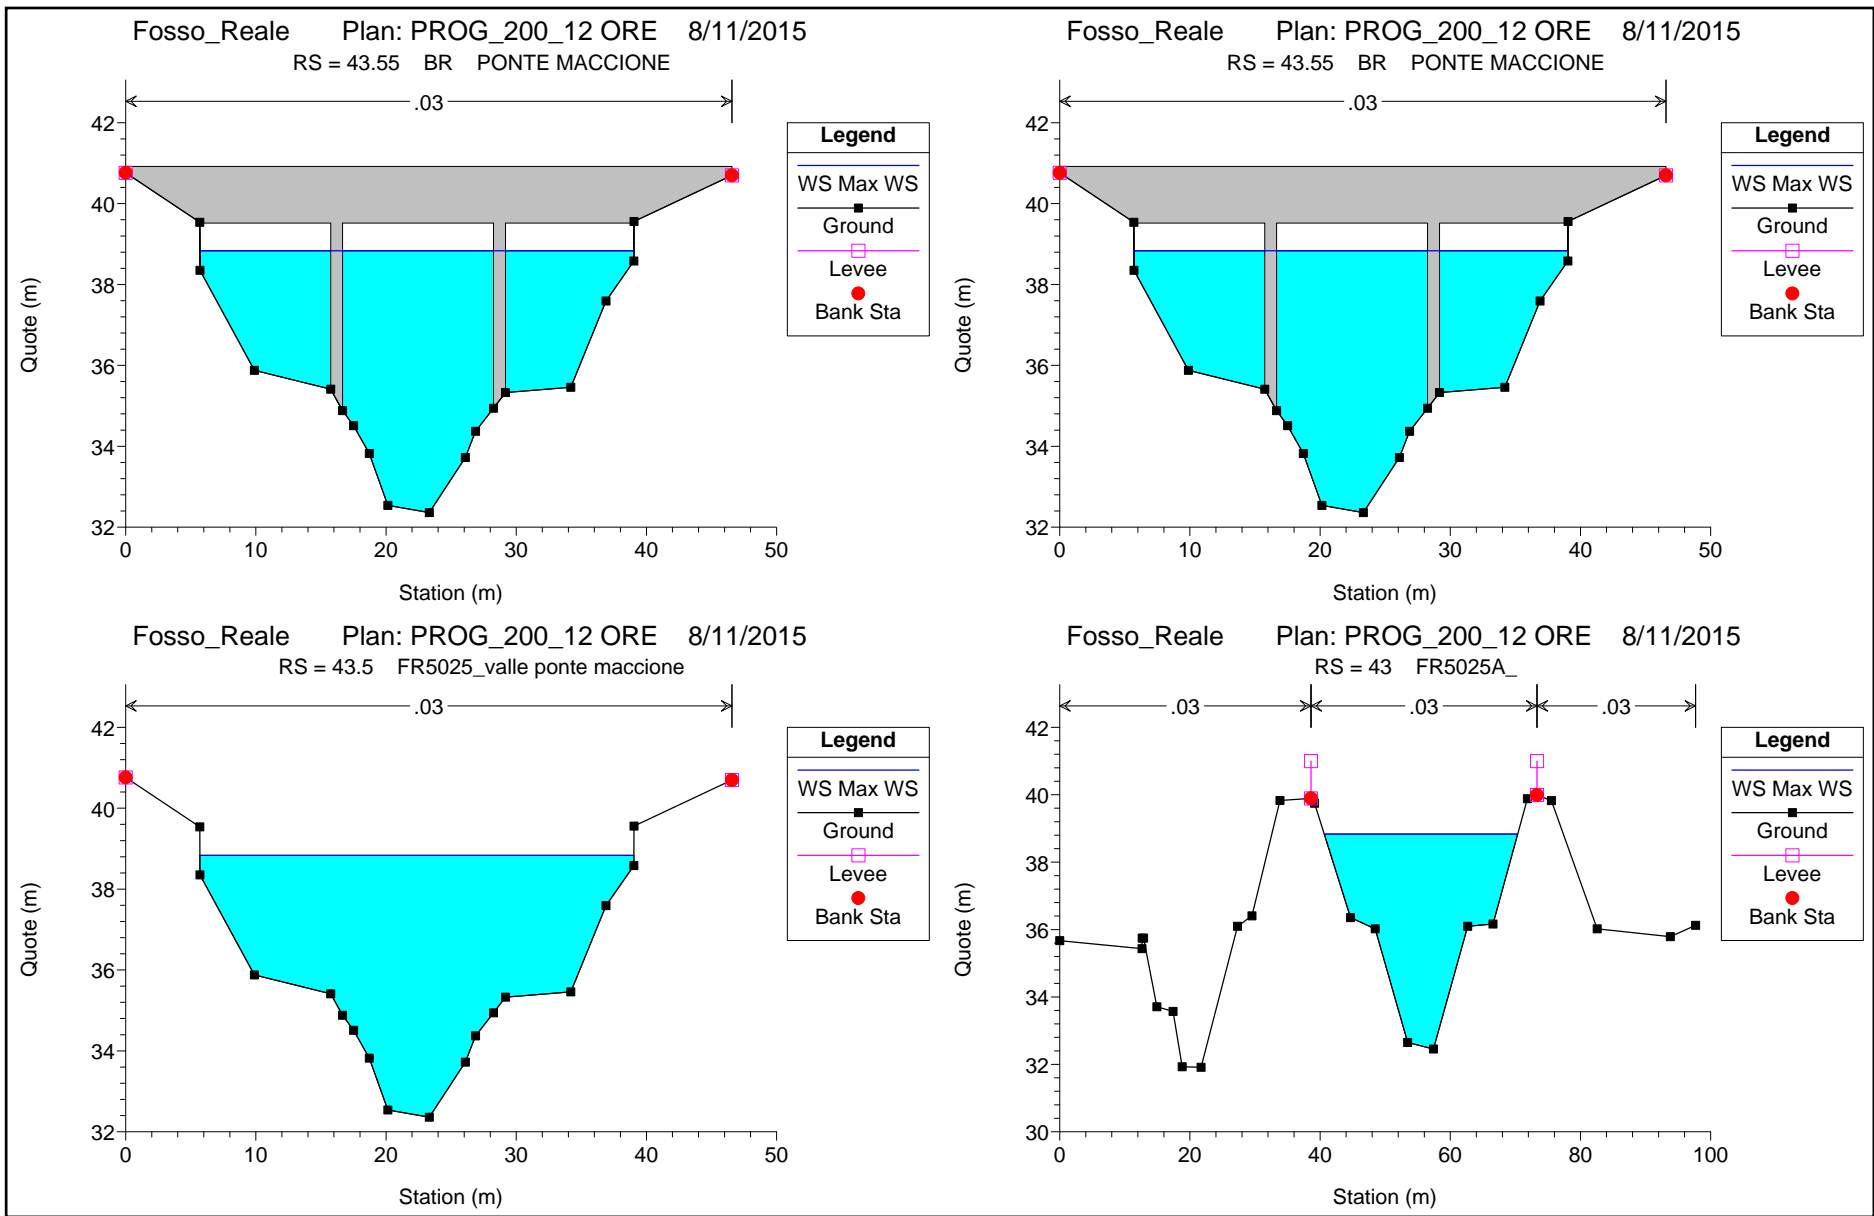 Fosso_Reale Plan: PROG_200_12 ORE 8/11/2015
RS = 43.55 BR PONTE MACCIONE
.03
42
40
38
36
34
32
Quote (m)
0 10 20 30 40 50
Station (m)
Legend
WS Max WS
Ground
Levee
Bank Sta
Fosso_Reale Plan: PROG_200_12 ORE 8/11/2015
RS = 43.55 BR PONTE MACCIONE
.03
42
40
38
36
34
32
Quote (m)
0 10 20 30 40 50
Station (m)
Legend
WS Max WS
Ground
Levee
Bank Sta
Fosso_Reale Plan: PROG_200_12 ORE 8/11/2015
RS = 43.5 FR5025_valle ponte maccione
.03
42
40
38
36
34
32
Quote (m)
0 10 20 30 40 50
Station (m)
Legend
WS Max WS
Ground
Levee
Bank Sta
Fosso_Reale Plan: PROG_200_12 ORE 8/11/2015
RS = 43 FR5025A_
.03 .03 .03
42
40
38
36
34
32
30
Quote (m)
0 20 40 60 80 100
Station (m)
Legend
WS Max WS
Ground
Levee
Bank Sta